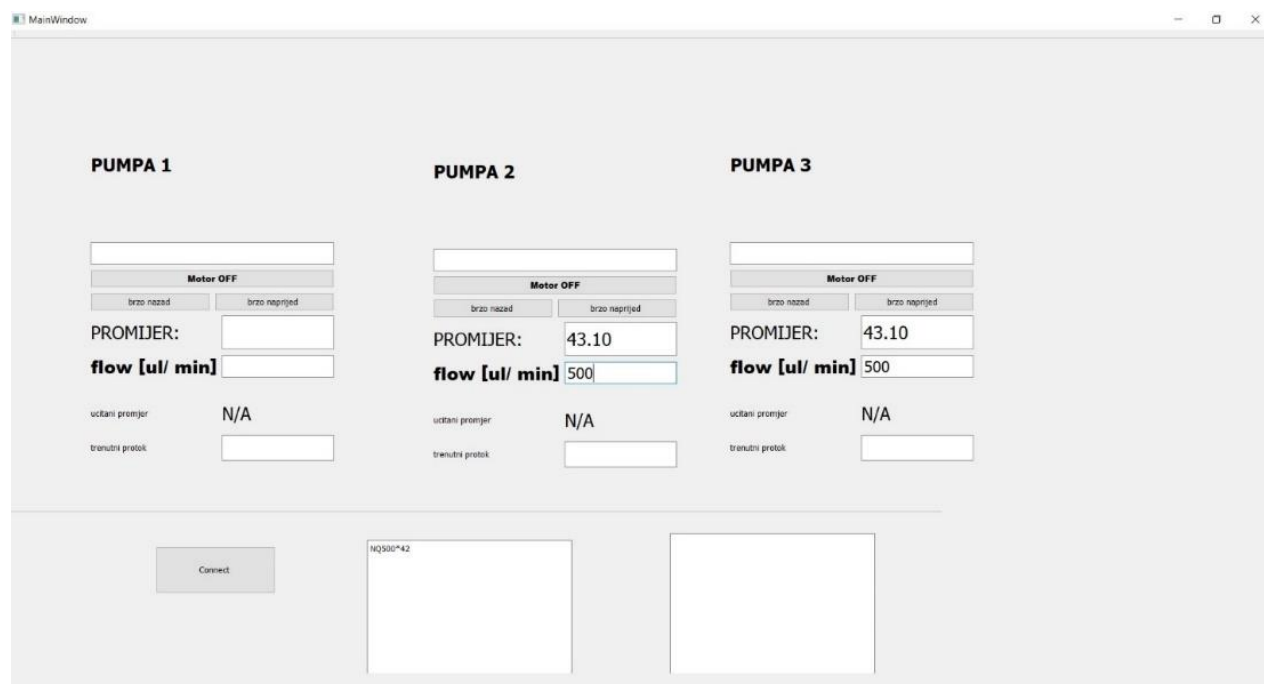 MainWindow
PUMPA 1
PUMPA 2
PUMPA 3
Motor OFF
Motor OFF
Motor OFF
brzo nazad brzo naprijed
brzo nazad brzo naprijed
brzo nazad brzo naprijed
PROMIJER:
PROMIJER: 43.10
PROMIJER: 43.10
flow [ul/ min]
flow [ul/ min] 500
flow [ul/ min] 500
ucitani promjer N/A
ucitani promjer N/A
ucitani promjer N/A
trenutni protok
trenutni protok
trenutni protok
Connect
NQ500*42